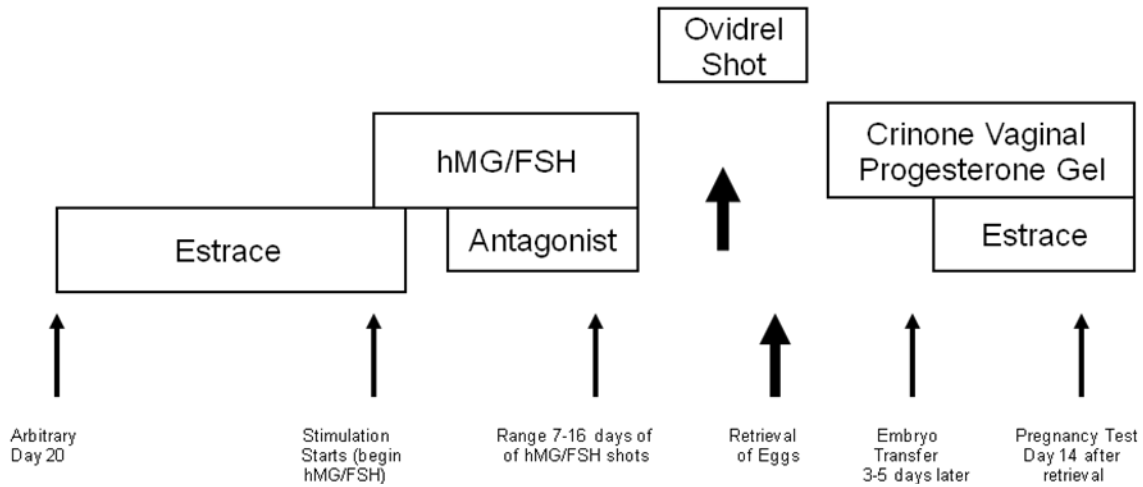 Ovidrel
Shot
hMG/FSH
Crinone Vaginal
Progesterone Gel
Estrace
Antagonist
Estrace
Arbitrary
Day 20
Stimulation
Starts (begin
hMG/FSH)
Range 7-16 days of
of hMG/FSH shots
Retrieval
of Eggs
Embryo
Transfer
3-5 days later
Pregnancy Test
Day 14 after
retrieval